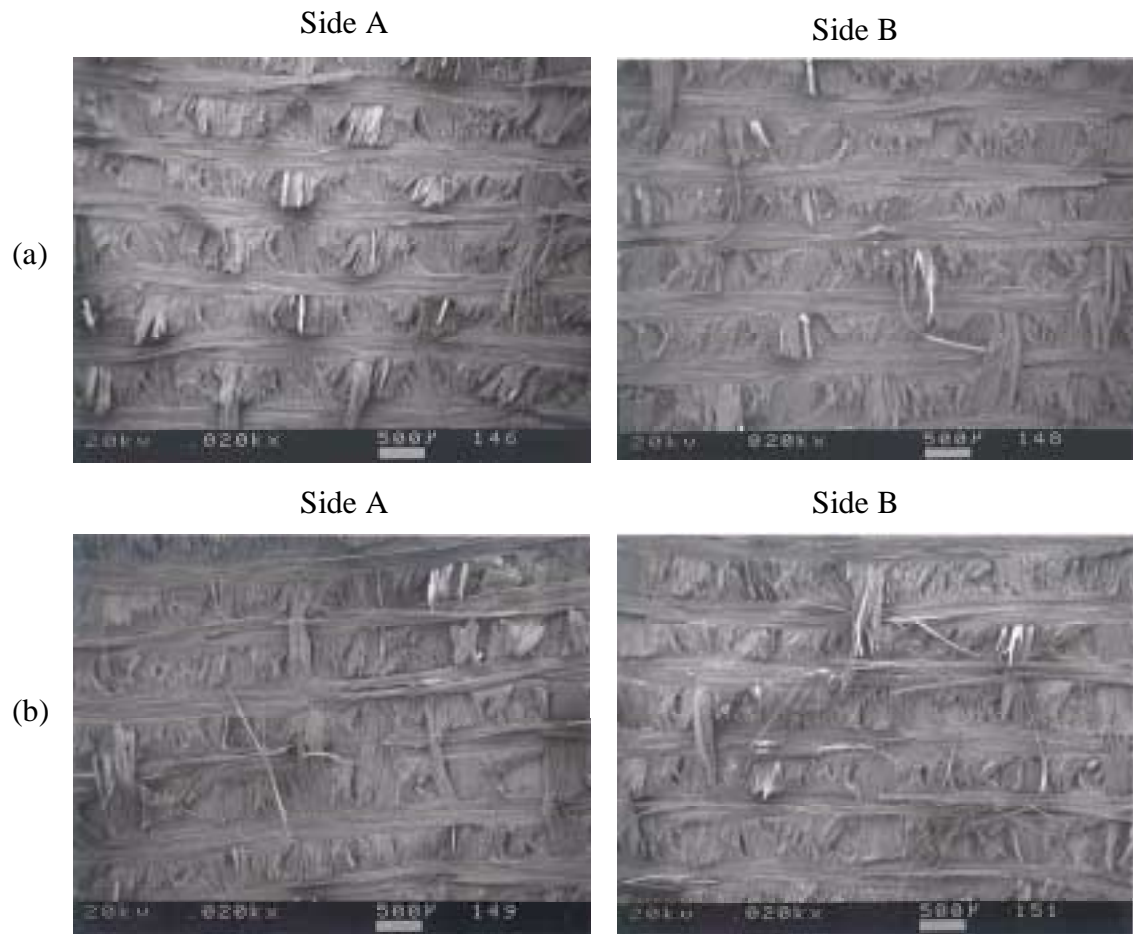 Side A
Side B
(a)
20kv .020kx 500μ 146
20kv 020kx 500μ 148
Side A
Side B
(b)
20kv .020kx 500μ 149
20kv 020kx 500μ 151